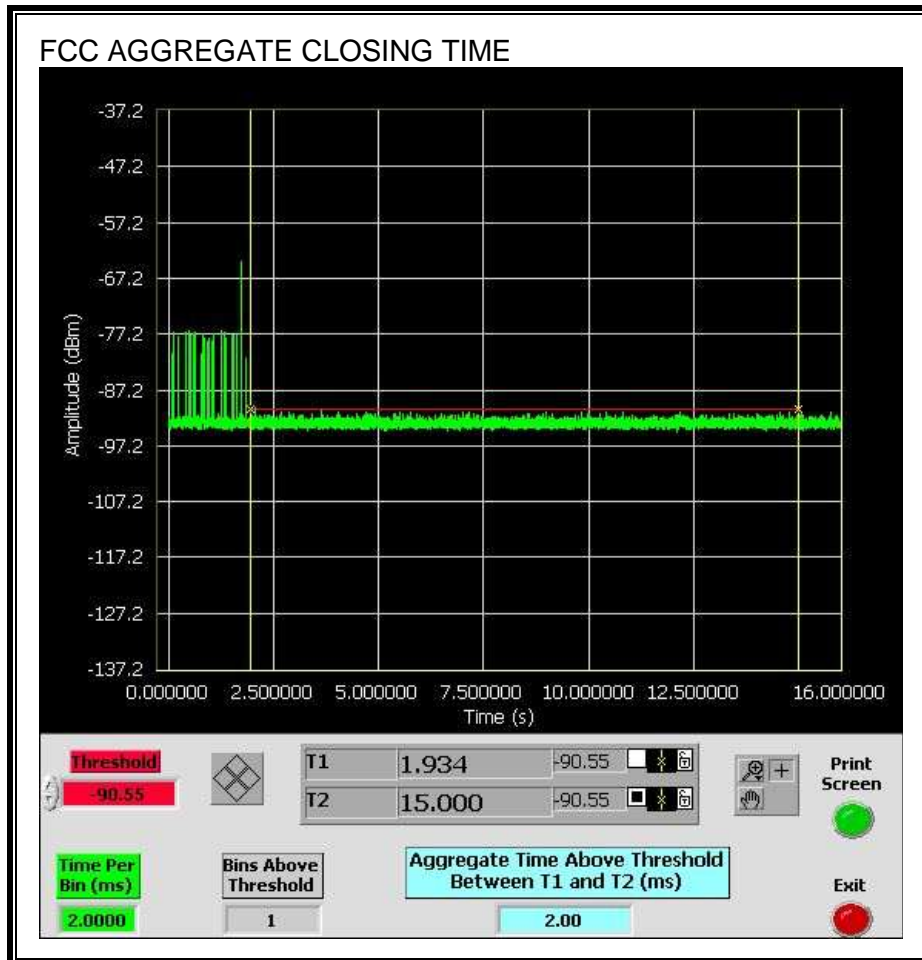 FCC AGGREGATE CLOSING TIME
-37.2
-47.2
-57.2
-67.2
-77.2
-87.2
-97.2
-107.2
-117.2
-127.2
-137.2
Amplitude (dBm)
0.000000 2.500000 5.000000 7.500000 10.000000 12.500000 16.000000
Time (s)
Threshold
-90.55
T1 1.934 -90.55
T2 15.000 -90.55
Print
Screen
Time Per
Bin (ms)
2.0000
Bins Above
Threshold
1
Aggregate Time Above Threshold
Between T1 and T2 (ms)
2.00
Exit